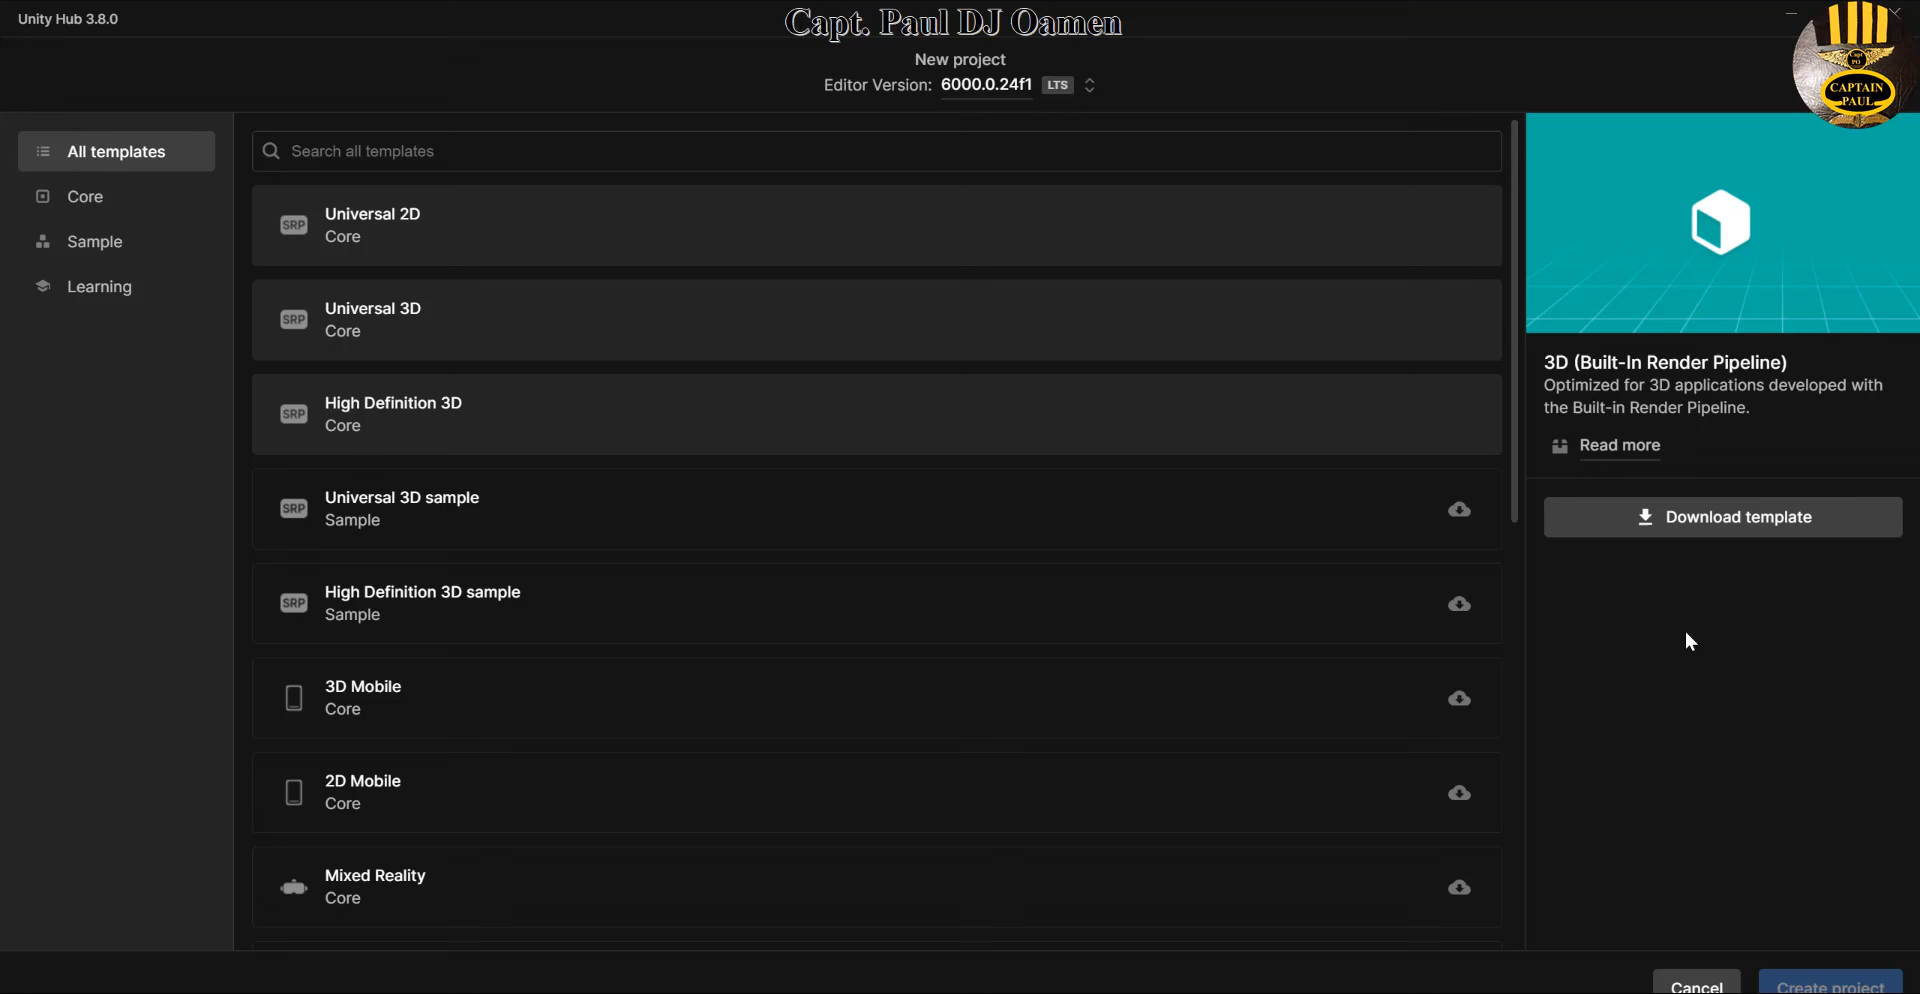 Unity Hub 3.8.0
Capt. Paul DJ Oamen
New project
Editor Version: 6000.0.24f1 LTS
Capt
PO
CAPTAIN
PAUL
All templates
Core
Sample
Learning
Search all templates
SRP
Universal 2D
Core
SRP
Universal 3D
Core
SRP
High Definition 3D
Core
SRP
Universal 3D sample
Sample
SRP
High Definition 3D sample
Sample
3D Mobile
Core
2D Mobile
Core
Mixed Reality
Core
3D (Built-In Render Pipeline)
Optimized for 3D applications developed with
the Built-in Render Pipeline.
Read more
Download template
Cancel
Create project